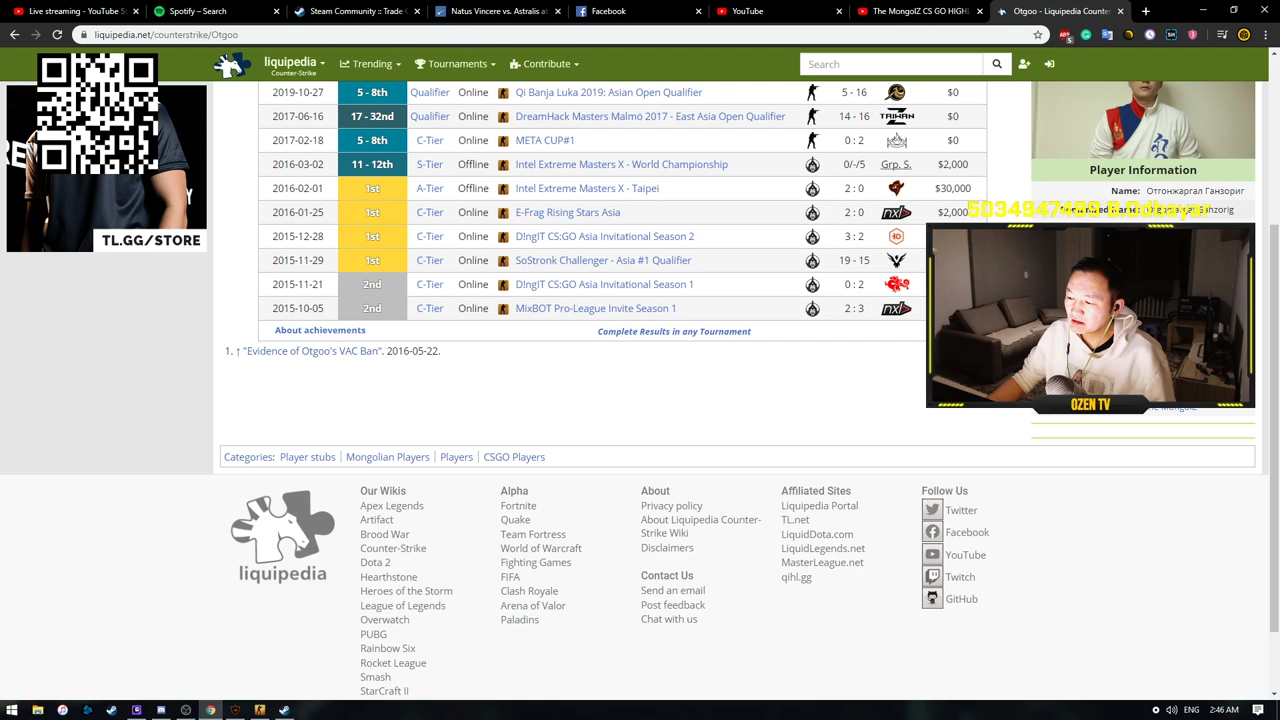 Live Streaming - YouTube St
Counter-Strike - S
Steam Community :
Natus Vincere vs. Astralis at
Facebook
YouTube
The MongolZ CS GO HIGHLI
Otgoo - Liquipedia Counter
liquipedia.net/counterstrike/Otgoo
liquipedia
Counter-Strike
Trending
Tournaments
Contribute
Search
2019-10-27 5 - 8th Qualifier Online Qi Banja Luka 2019: Asian Open Qualifier 5 - 16 $0
2017-06-16 17 - 32nd Qualifier Online DreamHack Masters Malmö 2017 - East Asia Open Qualifier 14 - 16 TAIWAN $0
2017-02-18 5 - 8th C-Tier Online META CUP#1 0 : 2 $0
2016-03-02 11 - 12th S-Tier Offline Intel Extreme Masters X - World Championship 0/-/5 Grp. S. $2,000
2016-02-01 1st A-Tier Offline Intel Extreme Masters X - Taipei 2 : 0 $30,000
2016-01-25 1st C-Tier Online E-Frag Rising Stars Asia 2 : 0 nxl $2,000
2015-12-28 1st C-Tier Online D!ngIT CS:GO Asia Invitational Season 2 3 : 2
2015-11-29 1st C-Tier Online SoStronk Challenger - Asia #1 Qualifier 19 - 15
2015-11-21 2nd C-Tier Online D!ngIT CS:GO Asia Invitational Season 1 0 : 2
2015-10-05 2nd C-Tier Online MixBOT Pro-League Invite Season 1 2 : 3 nxl
About achievements Complete Results in any Tournament
1. ↑ "Evidence of Otgoo's VAC Ban". 2016-05-22.
TL.GG/STORE
Player Information
Name: Отгонжаргал Ганзориг
OZEN TV
Categories: Player stubs | Mongolian Players | Players | CSGO Players
liquipedia
Our Wikis
Apex Legends
Artifact
Brood War
Counter-Strike
Dota 2
Hearthstone
Heroes of the Storm
League of Legends
Overwatch
PUBG
Rainbow Six
Rocket League
Smash
StarCraft II
Alpha
Fortnite
Quake
Team Fortress
World of Warcraft
Fighting Games
FIFA
Clash Royale
Arena of Valor
Paladins
About
Privacy policy
About Liquipedia Counter-
Strike Wiki
Disclaimers
Contact Us
Send an email
Post feedback
Chat with us
Affiliated Sites
Liquipedia Portal
TL.net
LiquidDota.com
LiquidLegends.net
MasterLeague.net
qihl.gg
Follow Us
Twitter
Facebook
YouTube
Twitch
GitHub
ENG 2:46 AM